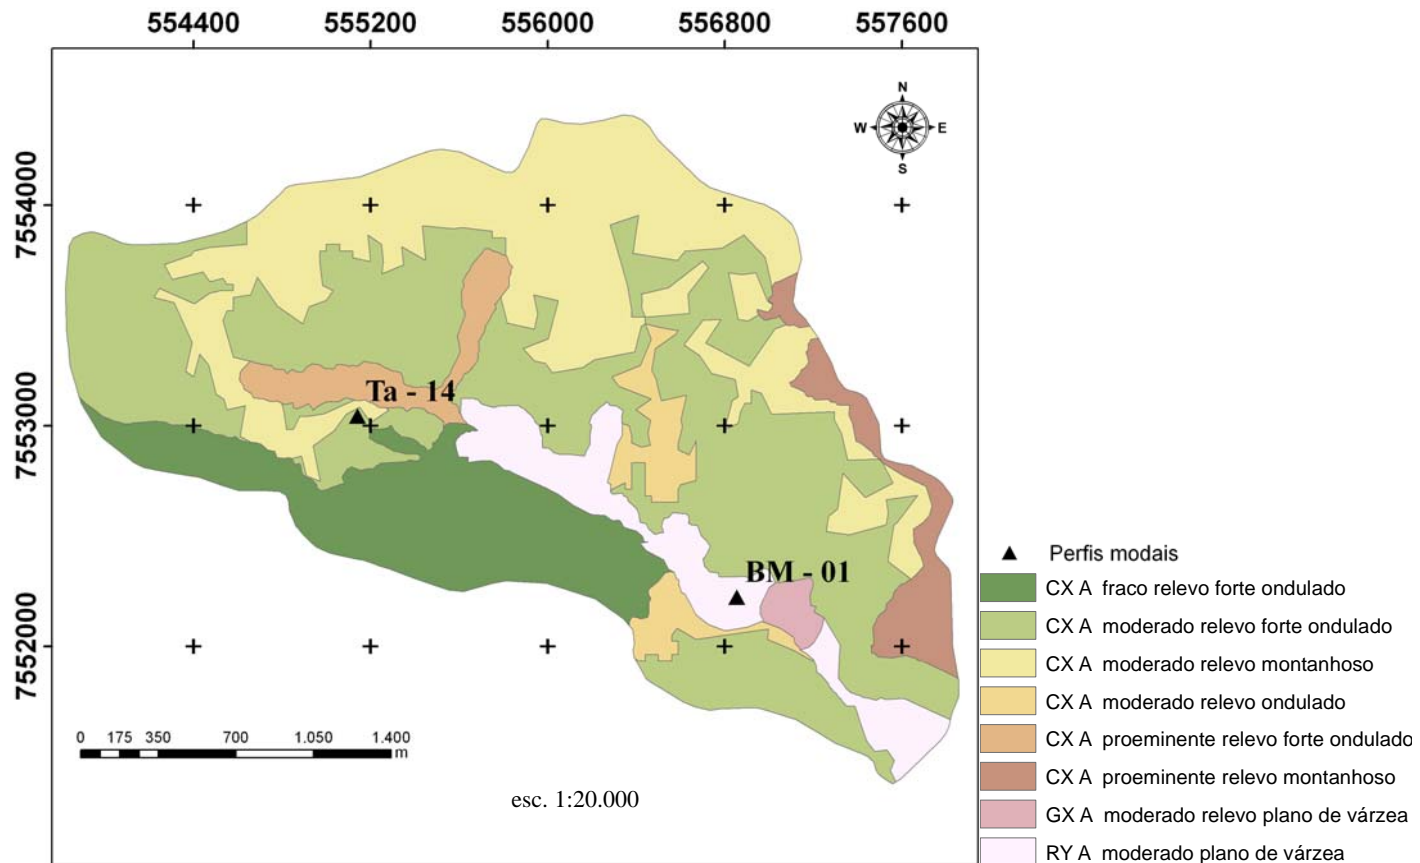 554400 555200 556000 556800 557600
N
W E
S
7554000
7553000
7552000
Ta - 14
BM - 01
0 175 350 700 1.050 1.400
m
esc. 1:20.000
Perfis modais
CX A fraco relevo forte ondulado
CX A moderado relevo forte ondulado
CX A moderado relevo montanhoso
CX A moderado relevo ondulado
CX A proeminente relevo forte ondulado
CX A proeminente relevo montanhoso
GX A moderado relevo plano de várzea
RY A moderado plano de várzea